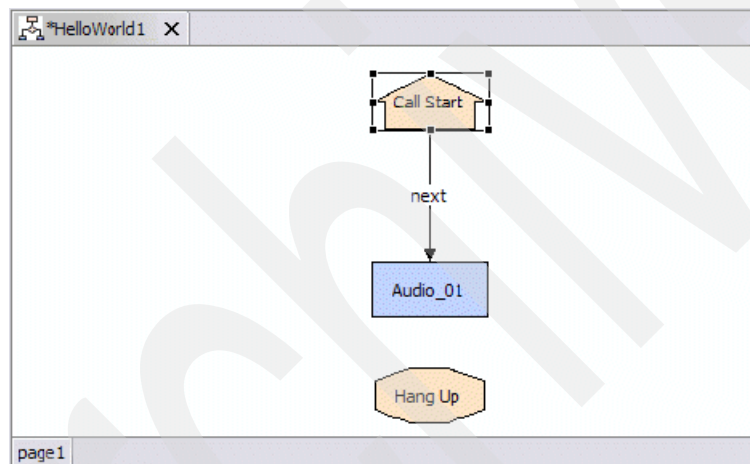 *HelloWorld1 X
Call Start
next
Audio_01
Hang Up
page1